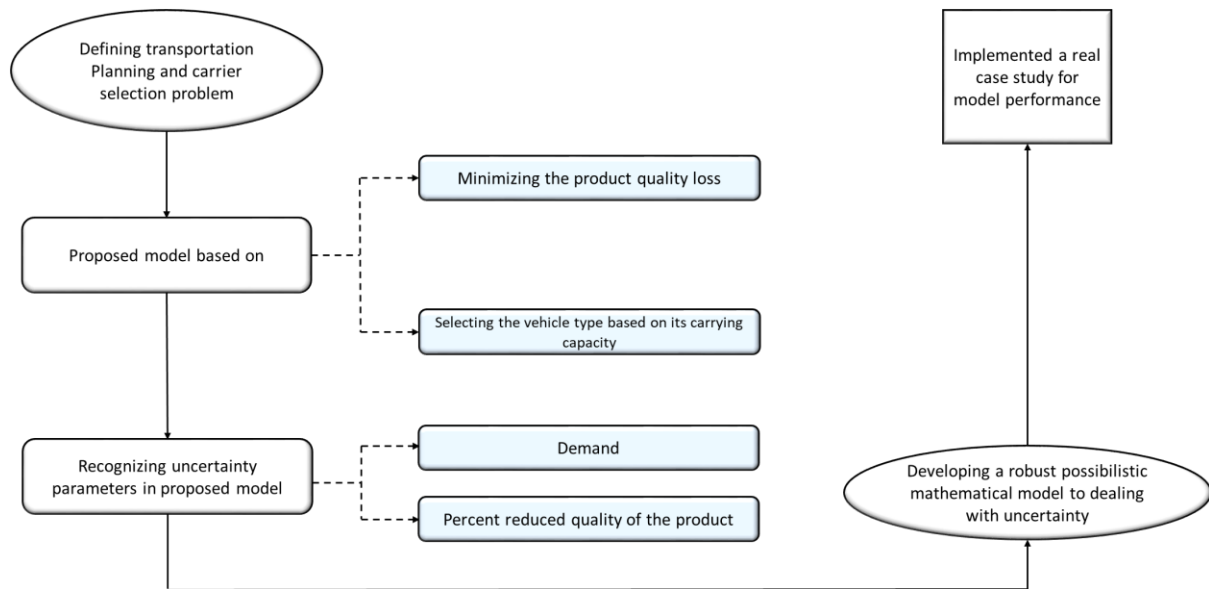 Defining transportation
Planning and carrier
selection problem
Implemented a real
case study for
model performance
Minimizing the product quality loss
Proposed model based on
Selecting the vehicle type based on its carrying
capacity
Recognizing uncertainty
parameters in proposed model
Demand
Percent reduced quality of the product
Developing a robust possibilistic
mathematical model to dealing
with uncertainty